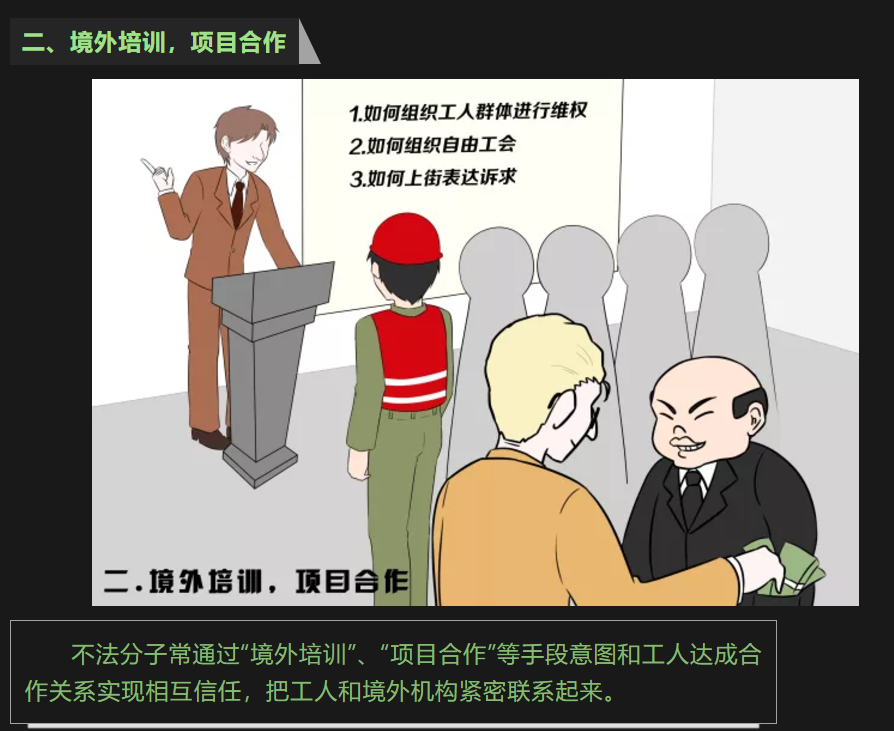 二、境外培训，项目合作
1.如何组织工人群体进行维权
2.如何组织自由工会
3.如何上街表达诉求
二.境外培训，项目合作
不法分子常通过“境外培训”、“项目合作”等手段意图和工人达成合
作关系实现相互信任，把工人和境外机构紧密联系起来。